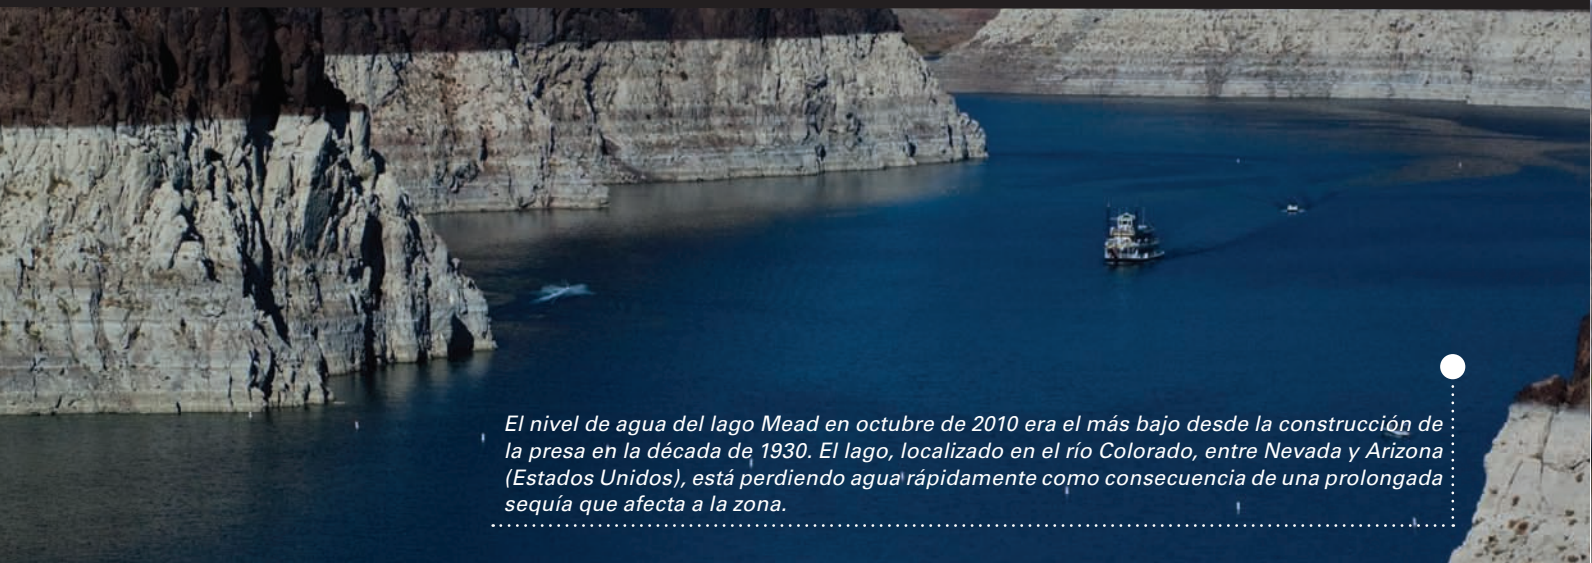 El nivel de agua del lago Mead en octubre de 2010 era el más bajo desde la construcción de
la presa en la década de 1930. El lago, localizado en el río Colorado, entre Nevada y Arizona
(Estados Unidos), está perdiendo agua rápidamente como consecuencia de una prolongada
sequía que afecta a la zona.